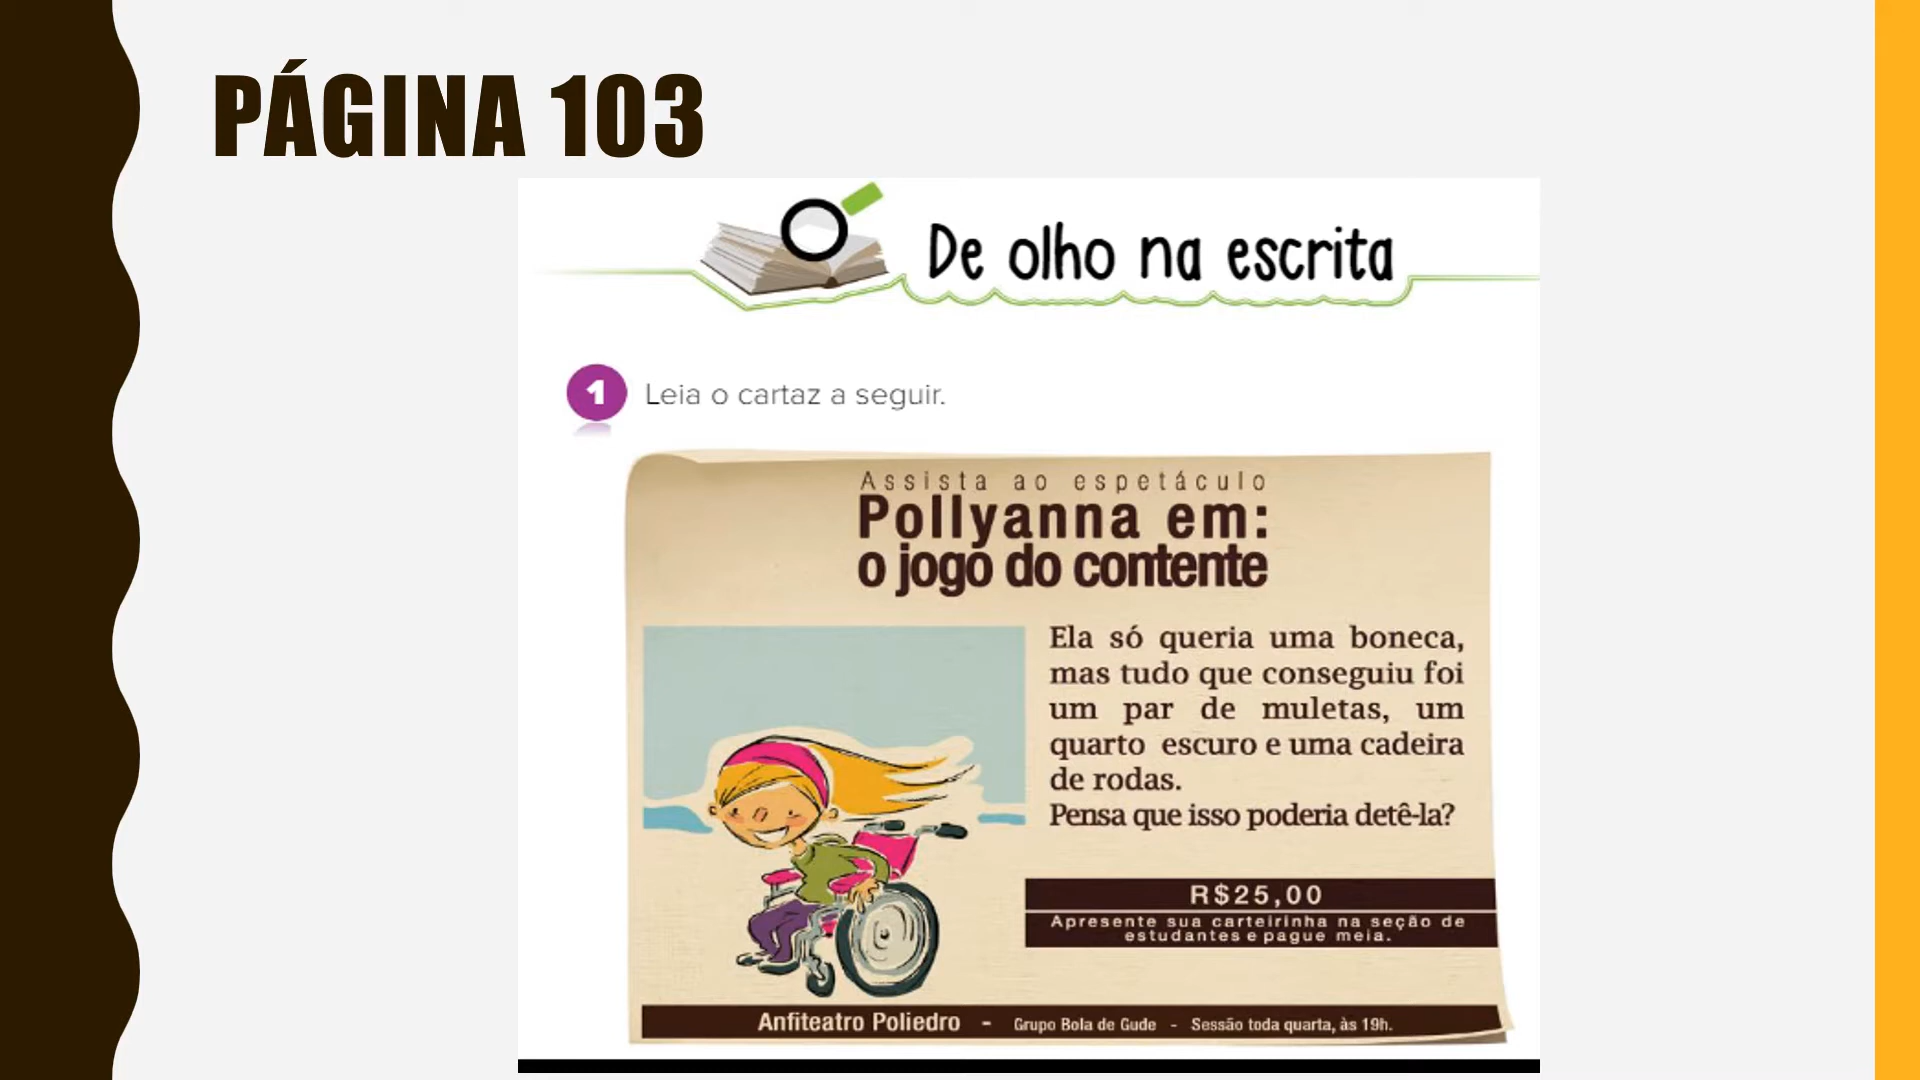 PÁGINA 103
De olho na escrita
1 Leia o cartaz a seguir.
Assista ao espetáculo
Pollyanna em:
o jogo do contente
Ela só queria uma boneca,
mas tudo que conseguiu foi
um par de muletas, um
quarto escuro e uma cadeira
de rodas.
Pensa que isso poderia detê-la?
R$25,00
Apresente sua carteirinha na seção de
estudantes e pague meia.
Anfiteatro Poliedro - Grupo Bola de Gude - Sessão toda quarta, às 19h.